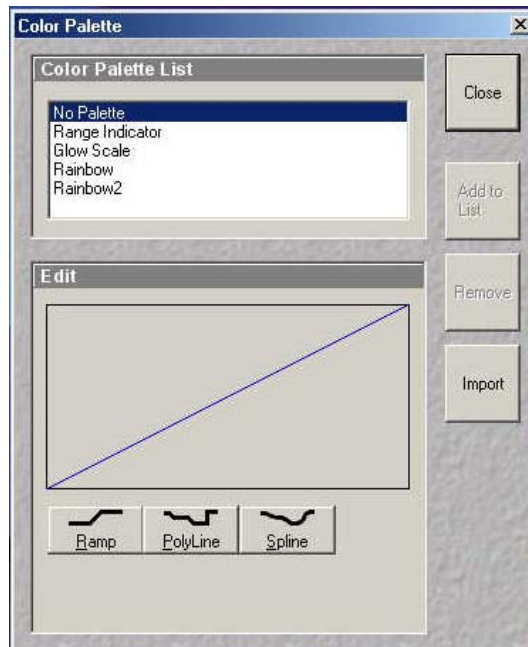 Color Palette
Color Palette List
No Palette
Range Indicator
Glow Scale
Rainbow
Rainbow2
Close
Add to
List
Remove
Import
Edit
Ramp
PolyLine
Spline